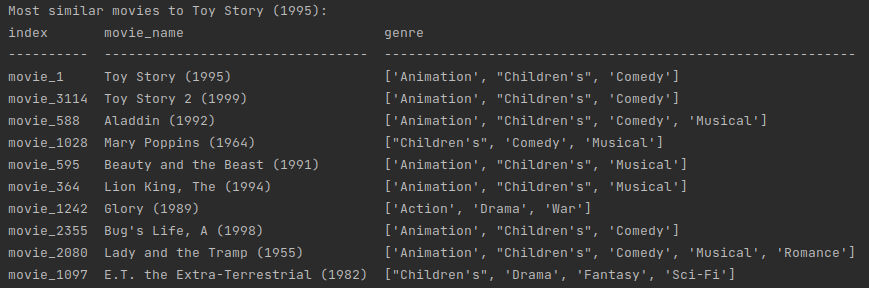 Most similar movies to Toy Story (1995):
index       movie_name                         genre
----------  ---------------------------------  ----------------------------------------------------------
movie_1     Toy Story (1995)                   ['Animation', "Children's", 'Comedy']
movie_3114  Toy Story 2 (1999)                 ['Animation', "Children's", 'Comedy']
movie_588   Aladdin (1992)                     ['Animation', "Children's", 'Comedy', 'Musical']
movie_1028  Mary Poppins (1964)                ["Children's", 'Comedy', 'Musical']
movie_595   Beauty and the Beast (1991)        ['Animation', "Children's", 'Musical']
movie_364   Lion King, The (1994)              ['Animation', "Children's", 'Musical']
movie_1242  Glory (1989)                       ['Action', 'Drama', 'War']
movie_2355  Bug's Life, A (1998)               ['Animation', "Children's", 'Comedy']
movie_2080  Lady and the Tramp (1955)          ['Animation', "Children's", 'Comedy', 'Musical', 'Romance']
movie_1097  E.T. the Extra-Terrestrial (1982)  ["Children's", 'Drama', 'Fantasy', 'Sci-Fi']